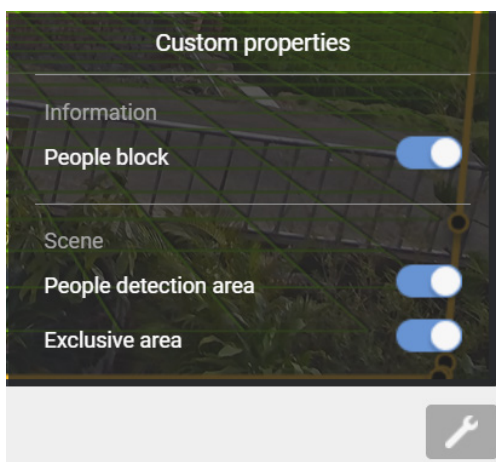 Custom properties
Information
People block
Scene
People detection area
Exclusive area